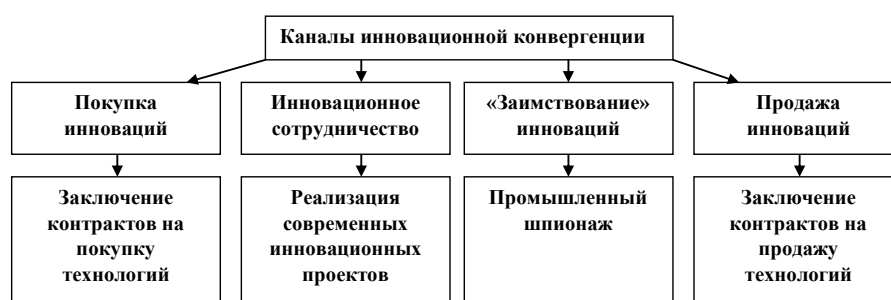 Каналы инновационной конвергенции
Покупка
инноваций
Инновационное
сотрудничество
«Заимствование»
инноваций
Продажа
инноваций
Заключение
контрактов на
покупку
технологий
Реализация
современных
инновационных
проектов
Промышленный
шпионаж
Заключение
контрактов на
продажу
технологий